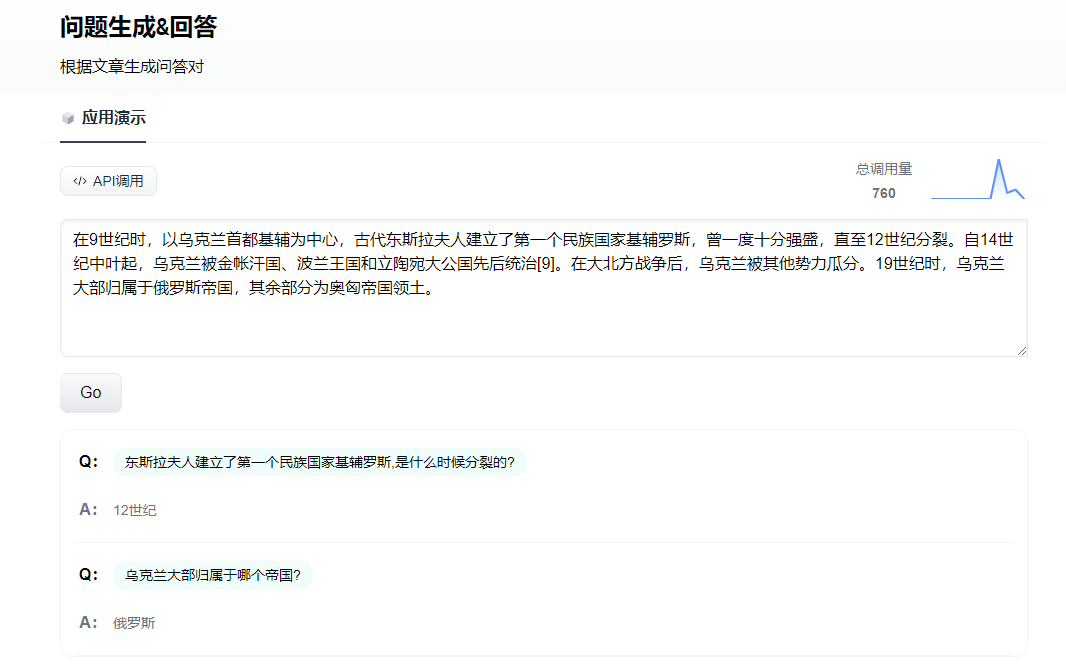 问题生成&回答
根据文章生成问答对
应用演示
</> API调用
总调用量
760
在9世纪时，以乌克兰首都基辅为中心，古代东斯拉夫人建立了第一个民族国家基辅罗斯，曾一度十分强盛，直至12世纪分裂。自14世
纪中叶起，乌克兰被金帐汗国、波兰王国和立陶宛大公国先后统治[9]。在大北方战争后，乌克兰被其他势力瓜分。19世纪时，乌克兰
大部归属于俄罗斯帝国，其余部分为奥匈帝国领土。
Go
Q: 东斯拉夫人建立了第一个民族国家基辅罗斯,是什么时候分裂的?
A: 12世纪
Q: 乌克兰大部归属于哪个帝国?
A: 俄罗斯